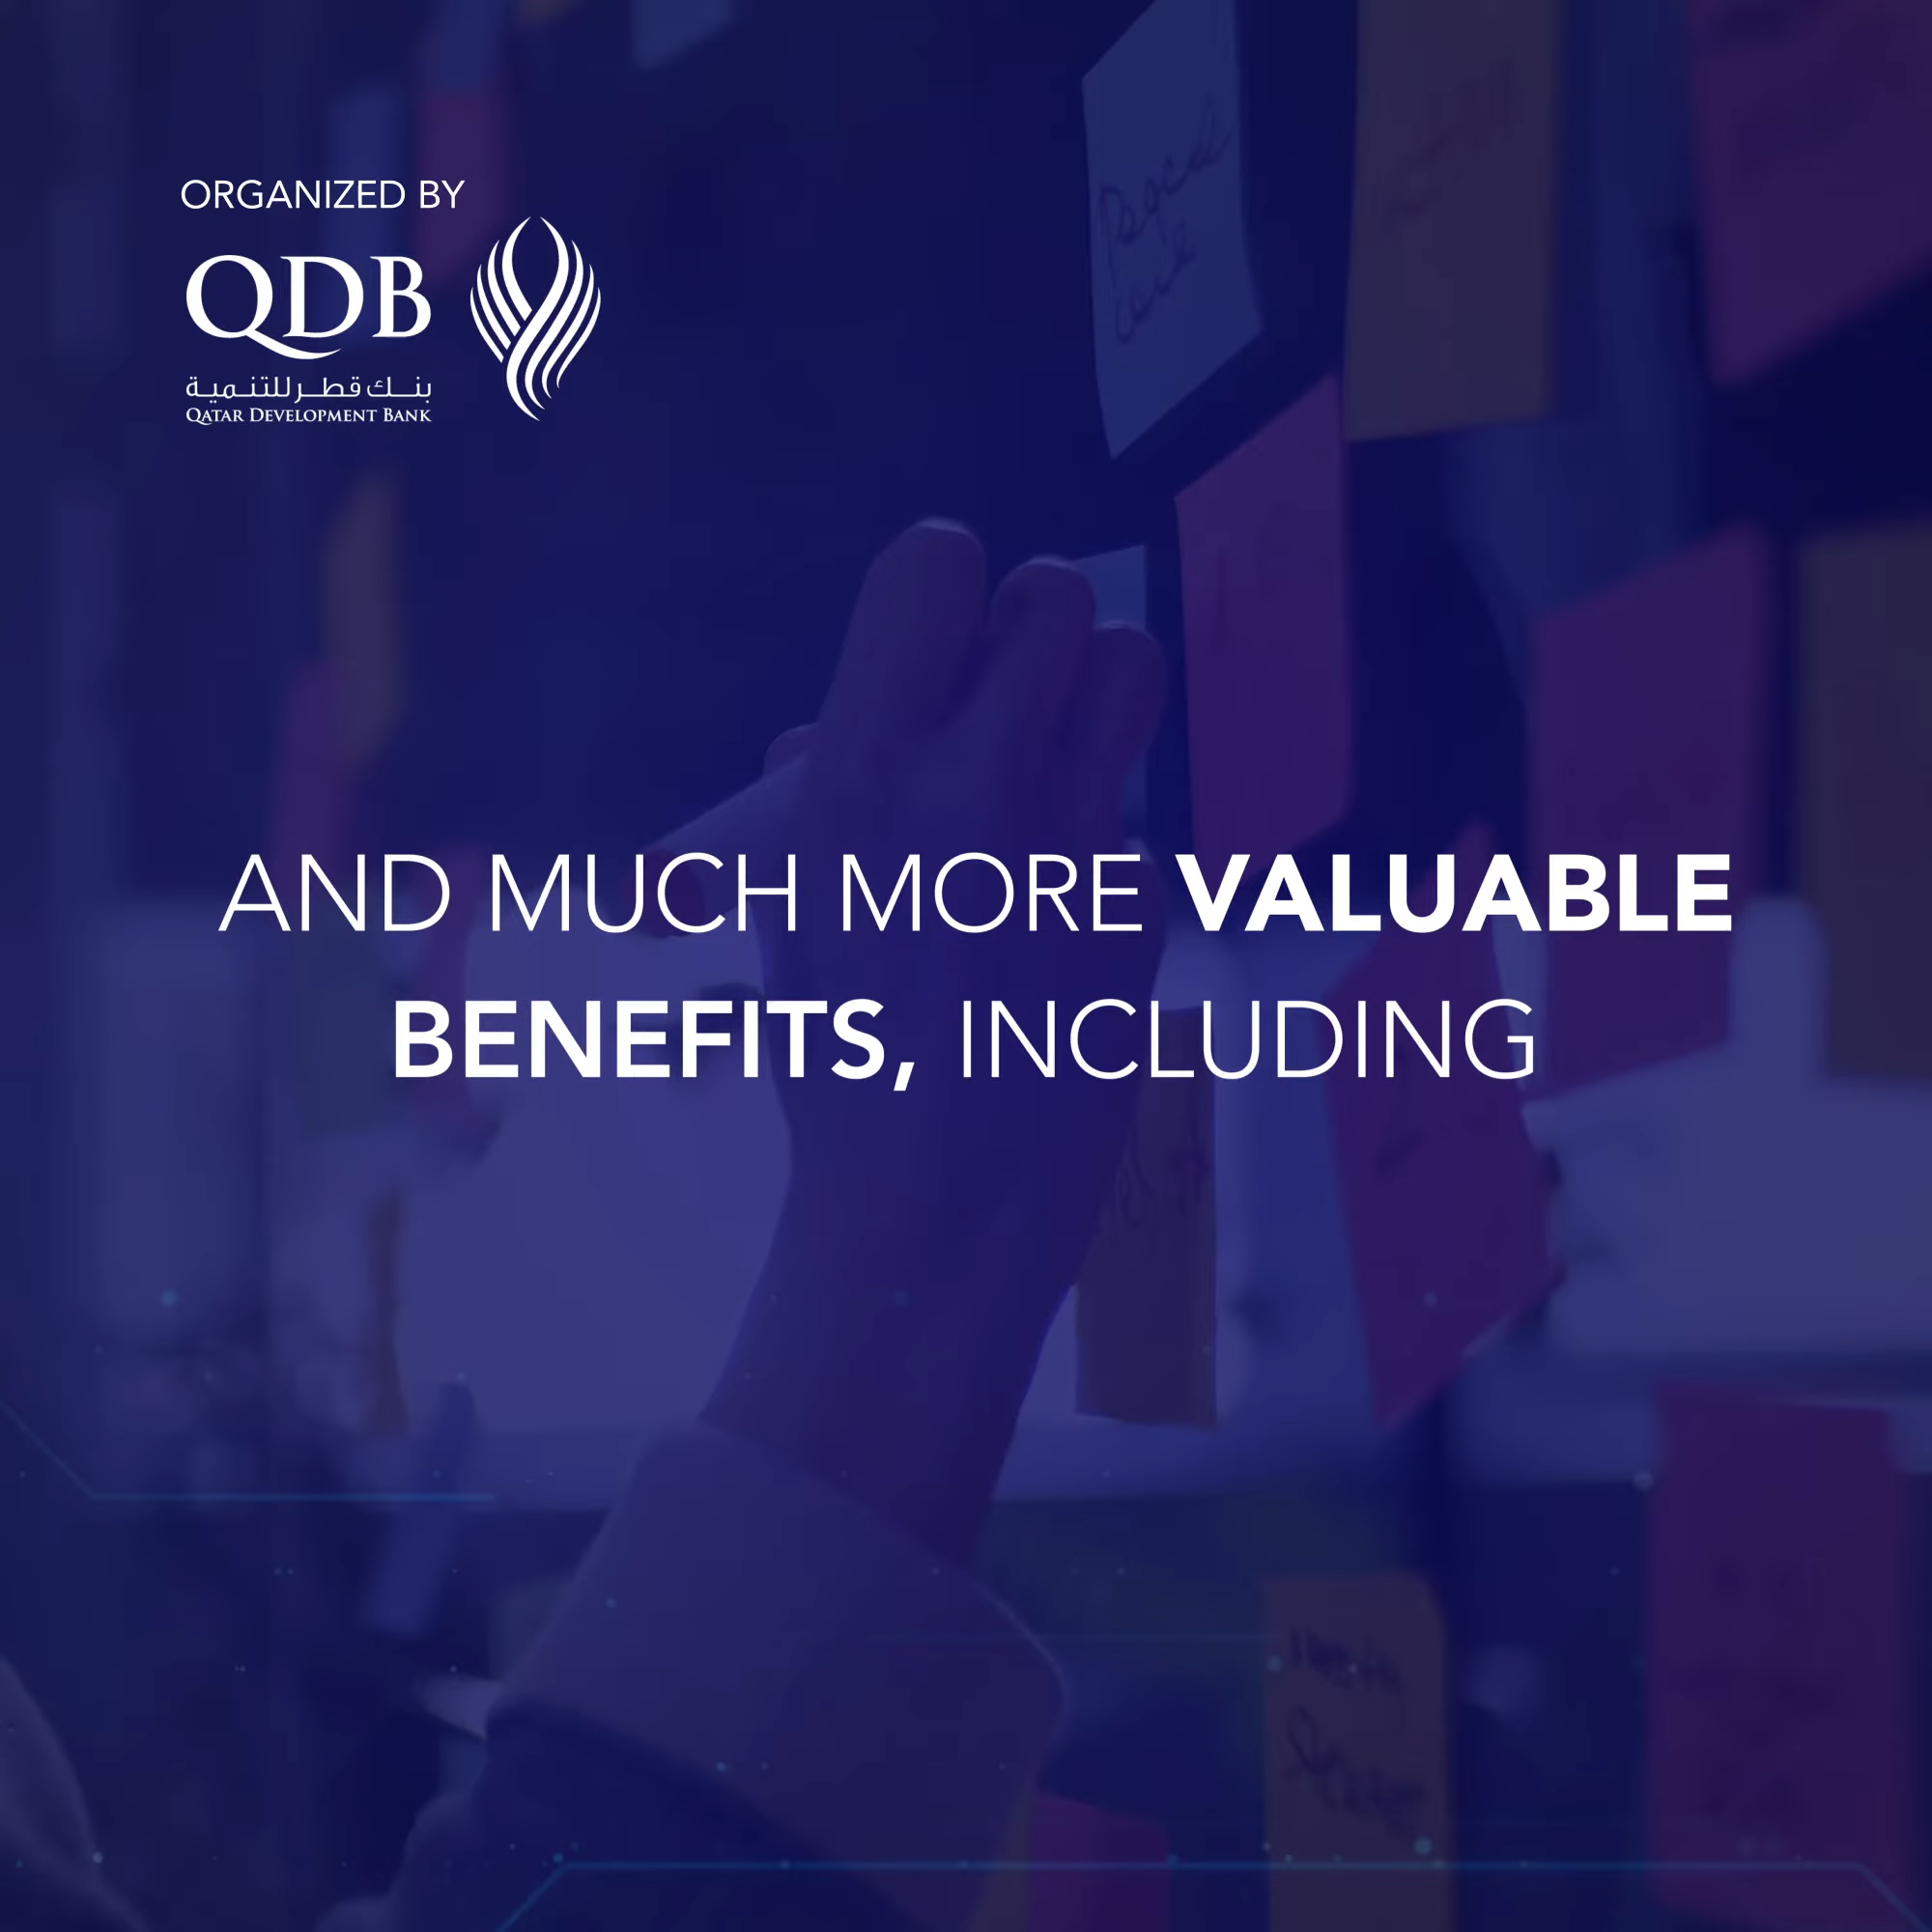 ORGANIZED BY
QDB
بنك قطر للتنمية
QATAR DEVELOPMENT BANK
AND MUCH MORE VALUABLE
BENEFITS, INCLUDING